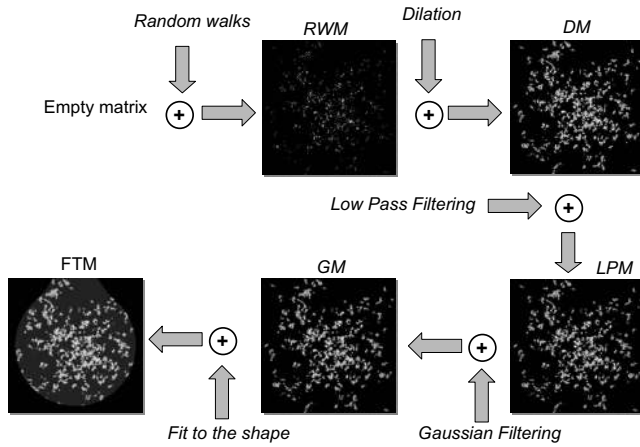 Random walks
RWM
Dilation
DM
Empty matrix
+
+
Low Pass Filtering
+
FTM
GM
LPM
+
+
Fit to the shape
Gaussian Filtering